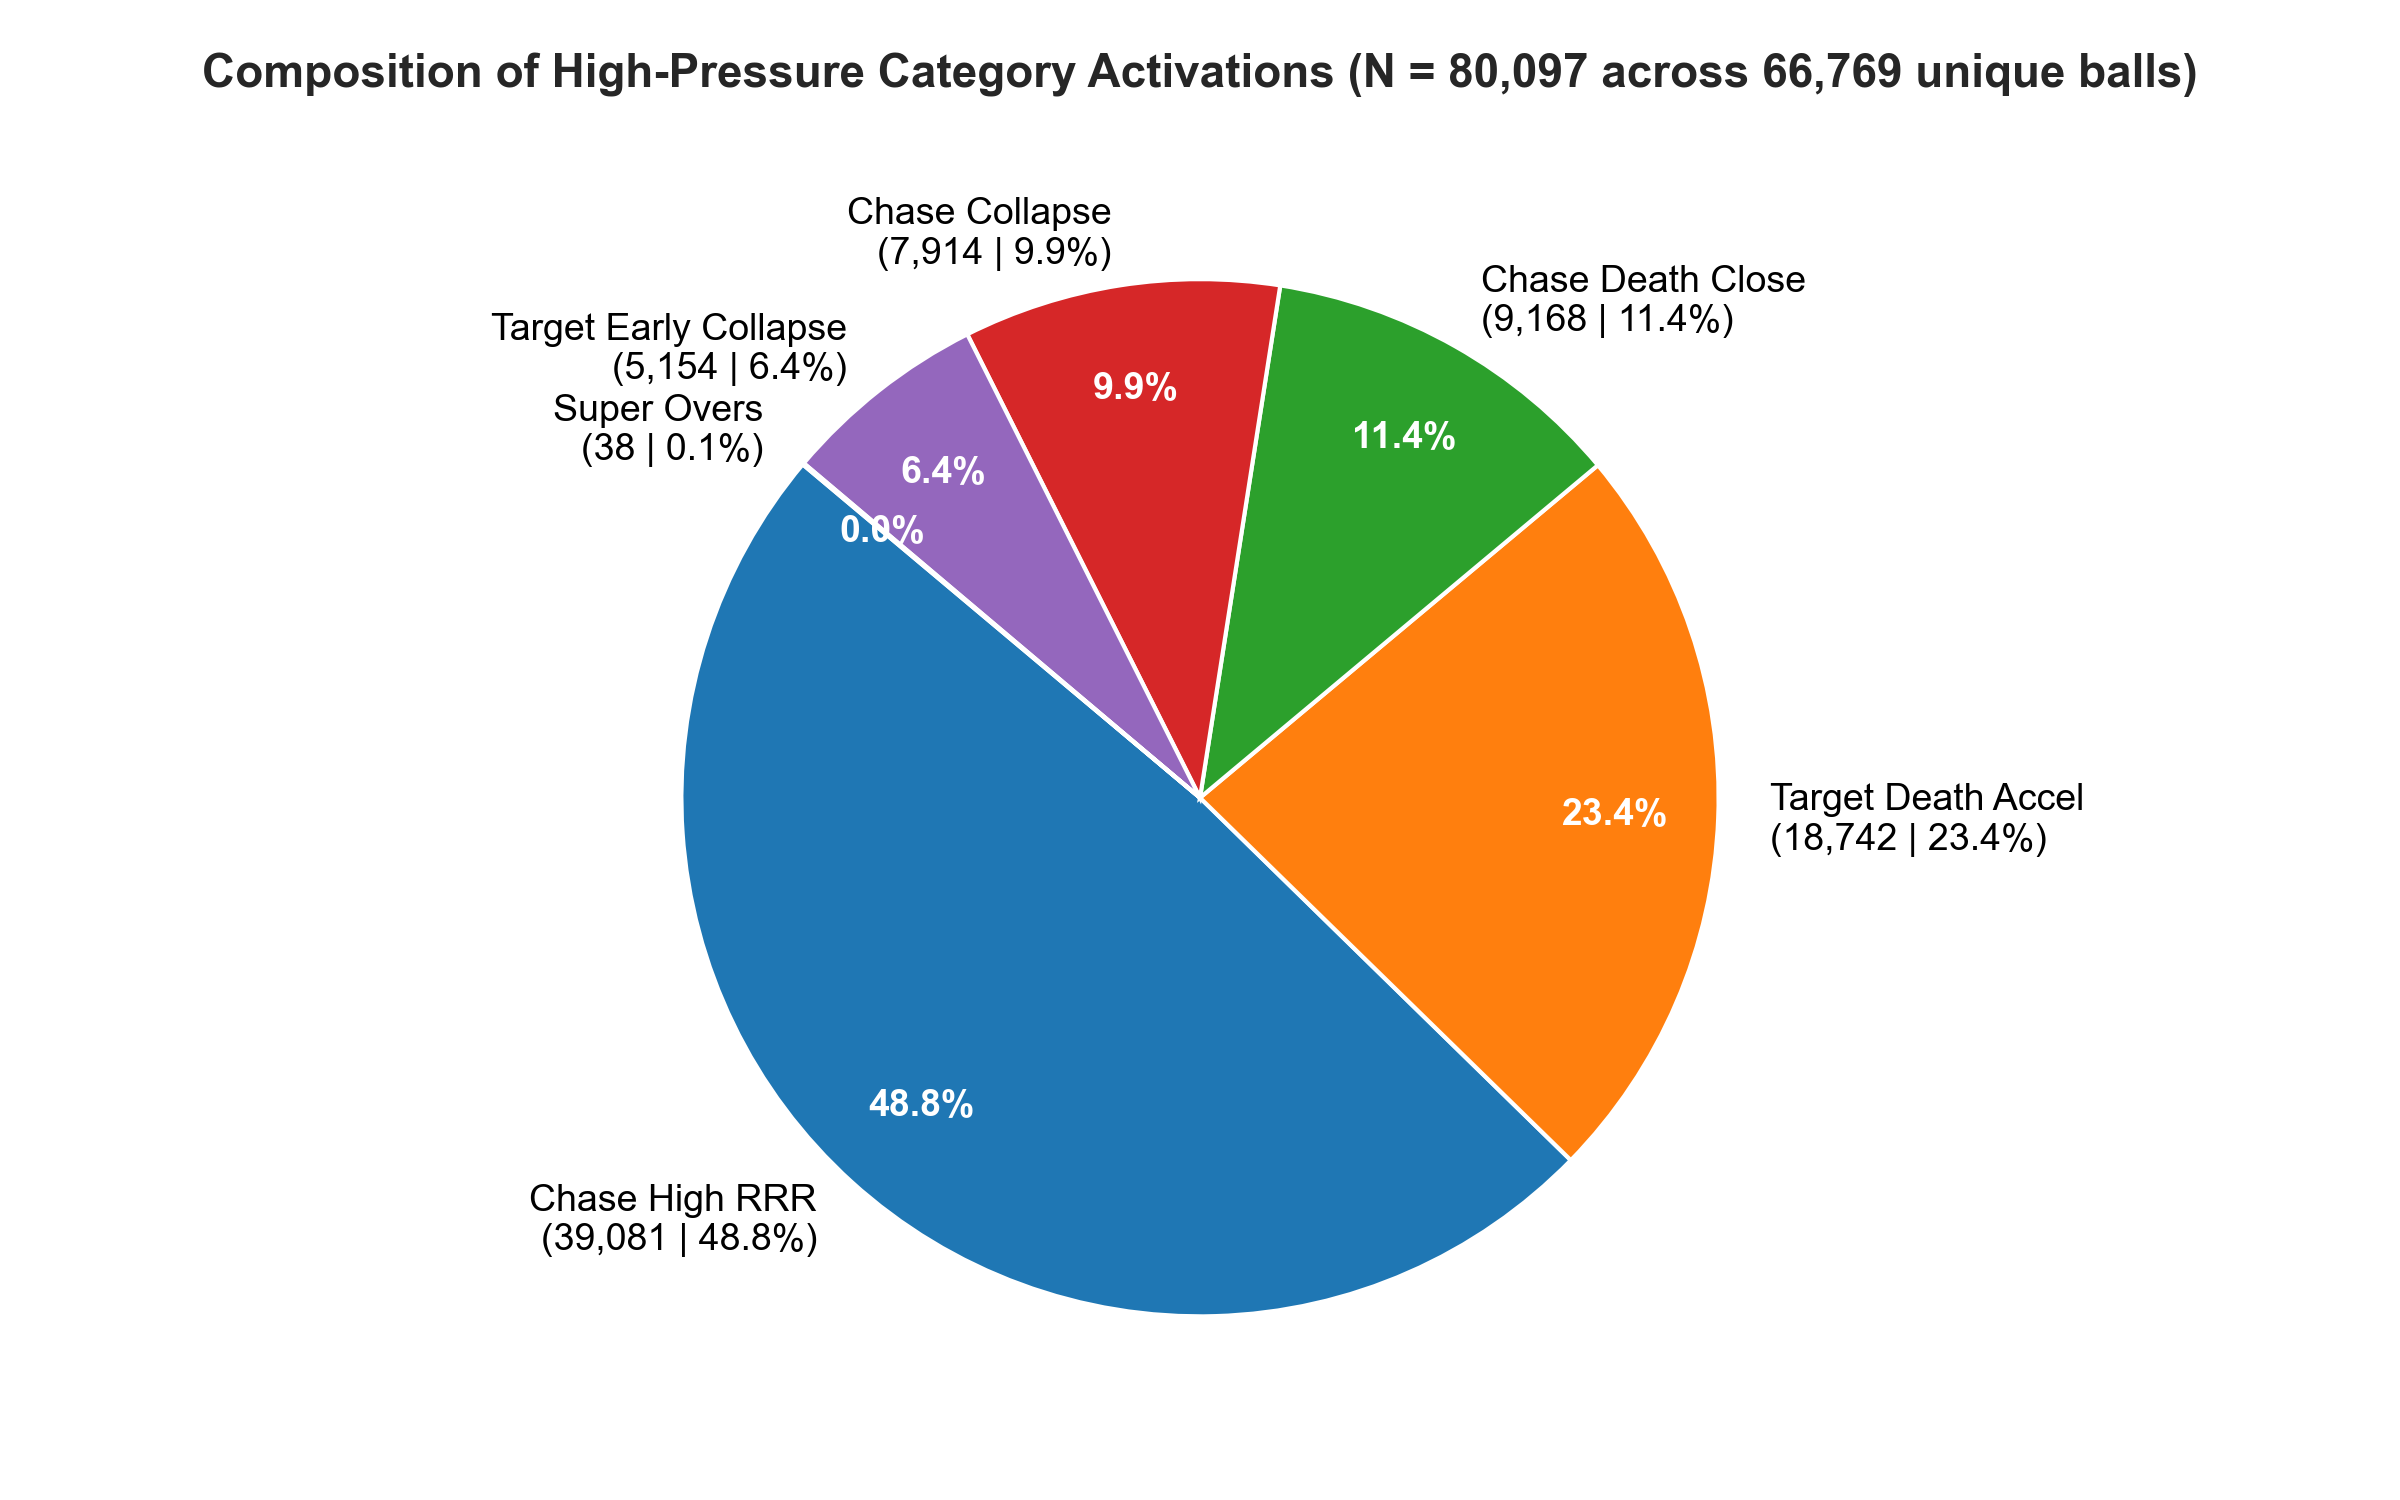 Composition of High-Pressure Category Activations (N = 80,097 across 66,769 unique balls)
Chase Collapse
(7,914 | 9.9%)
Chase Death Close
(9,168 | 11.4%)
Target Early Collapse
(5,154 | 6.4%)
Super Overs
(38 | 0.1%)
9.9%
11.4%
6.4%
0.0%
Target Death Accel
(18,742 | 23.4%)
23.4%
48.8%
Chase High RRR
(39,081 | 48.8%)